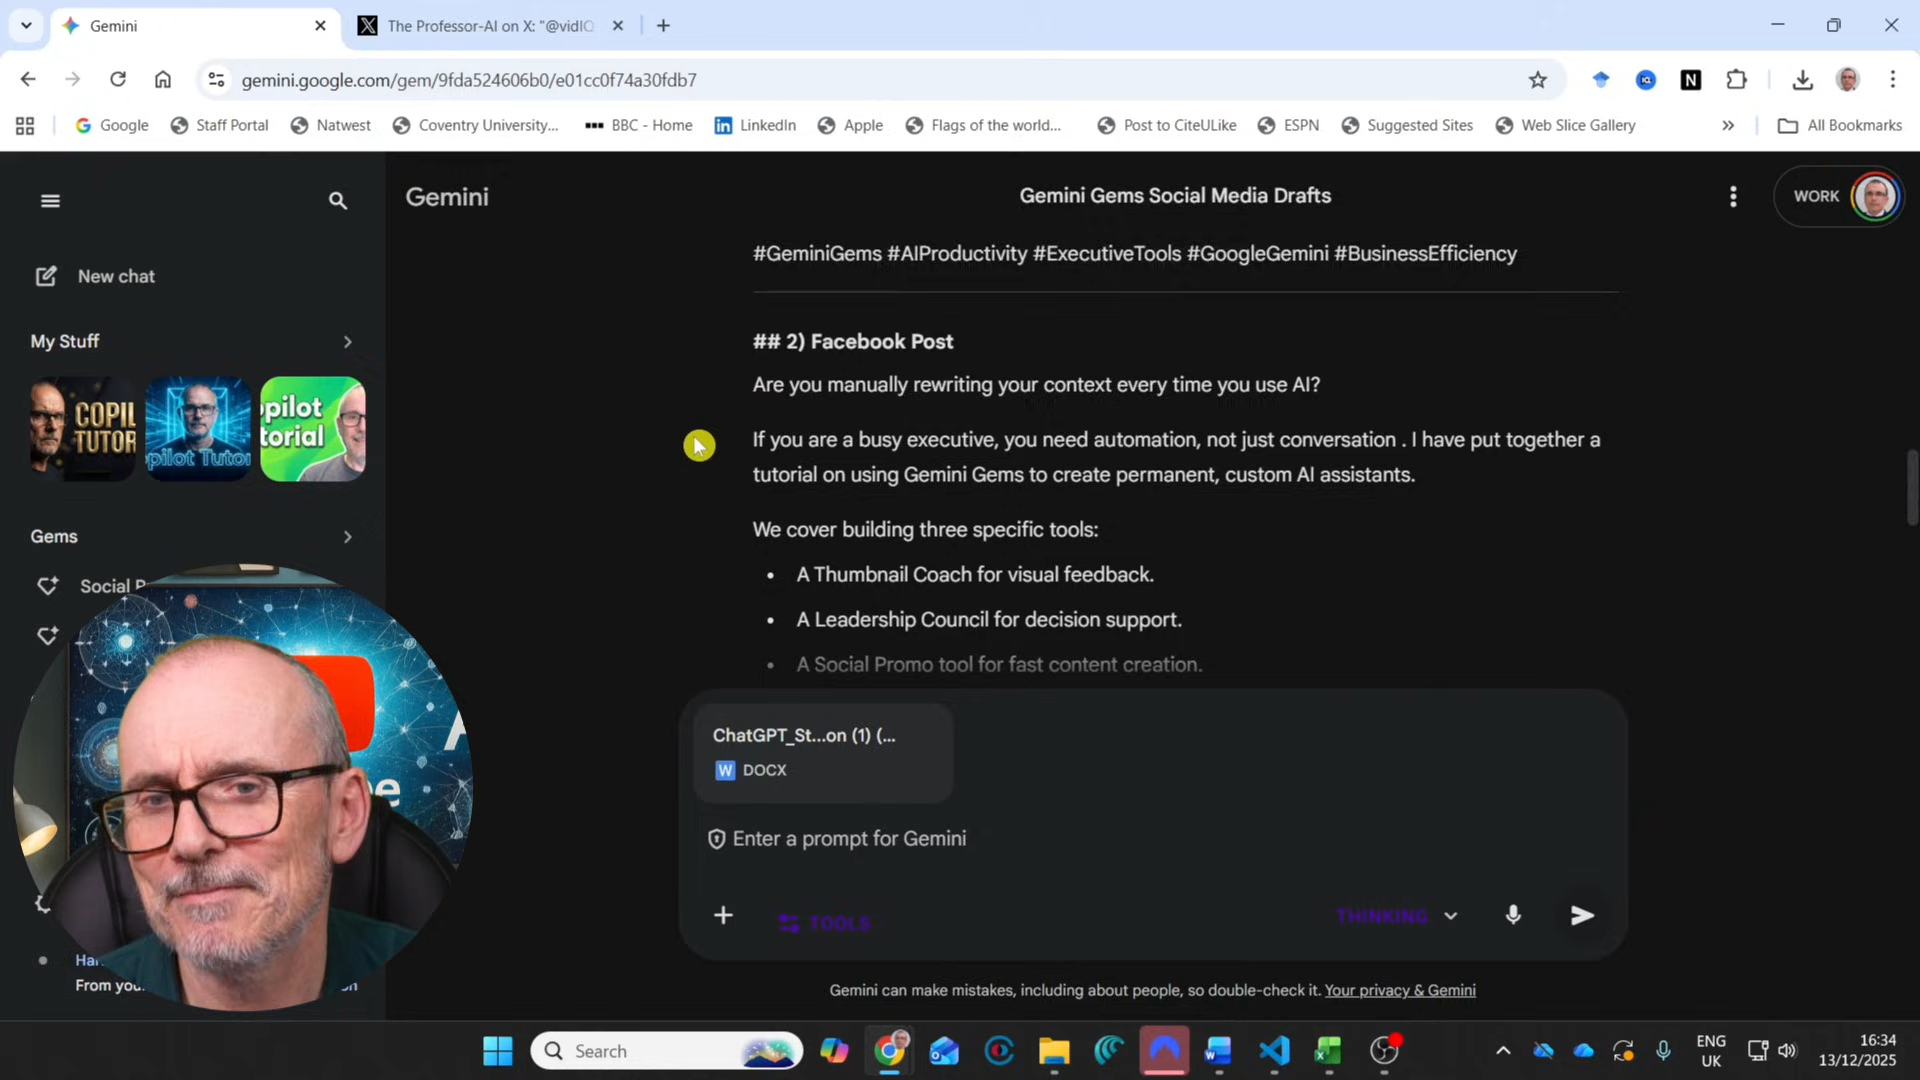 Gemini
The Professor-AI on X: "@vidIQ
gemini.google.com/gem/9fda524606b0/e01cc0f74a30fdb7
N
Google
Staff Portal
Natwest
Coventry University...
BBC - Home
LinkedIn
Apple
Flags of the world...
Post to CiteULike
ESPN
Suggested Sites
Web Slice Gallery
All Bookmarks
Gemini
Gemini Gems Social Media Drafts
WORK
New chat
My Stuff
COPIL
TUTOR
opilot Tutor
opilot
torial
Gems
Social P
#GeminiGems #AIProductivity #ExecutiveTools #GoogleGemini #BusinessEfficiency
## 2) Facebook Post
Are you manually rewriting your context every time you use AI?
If you are a busy executive, you need automation, not just conversation . I have put together a
tutorial on using Gemini Gems to create permanent, custom AI assistants.
We cover building three specific tools:
• A Thumbnail Coach for visual feedback.
• A Leadership Council for decision support.
• A Social Promo tool for fast content creation.
ChatGPT_St...on (1) (...
W DOCX
Enter a prompt for Gemini
TOOLS
THINKING
Har
From you
Gemini can make mistakes, including about people, so double-check it. Your privacy & Gemini
Search
ENG
UK
16:34
13/12/2025